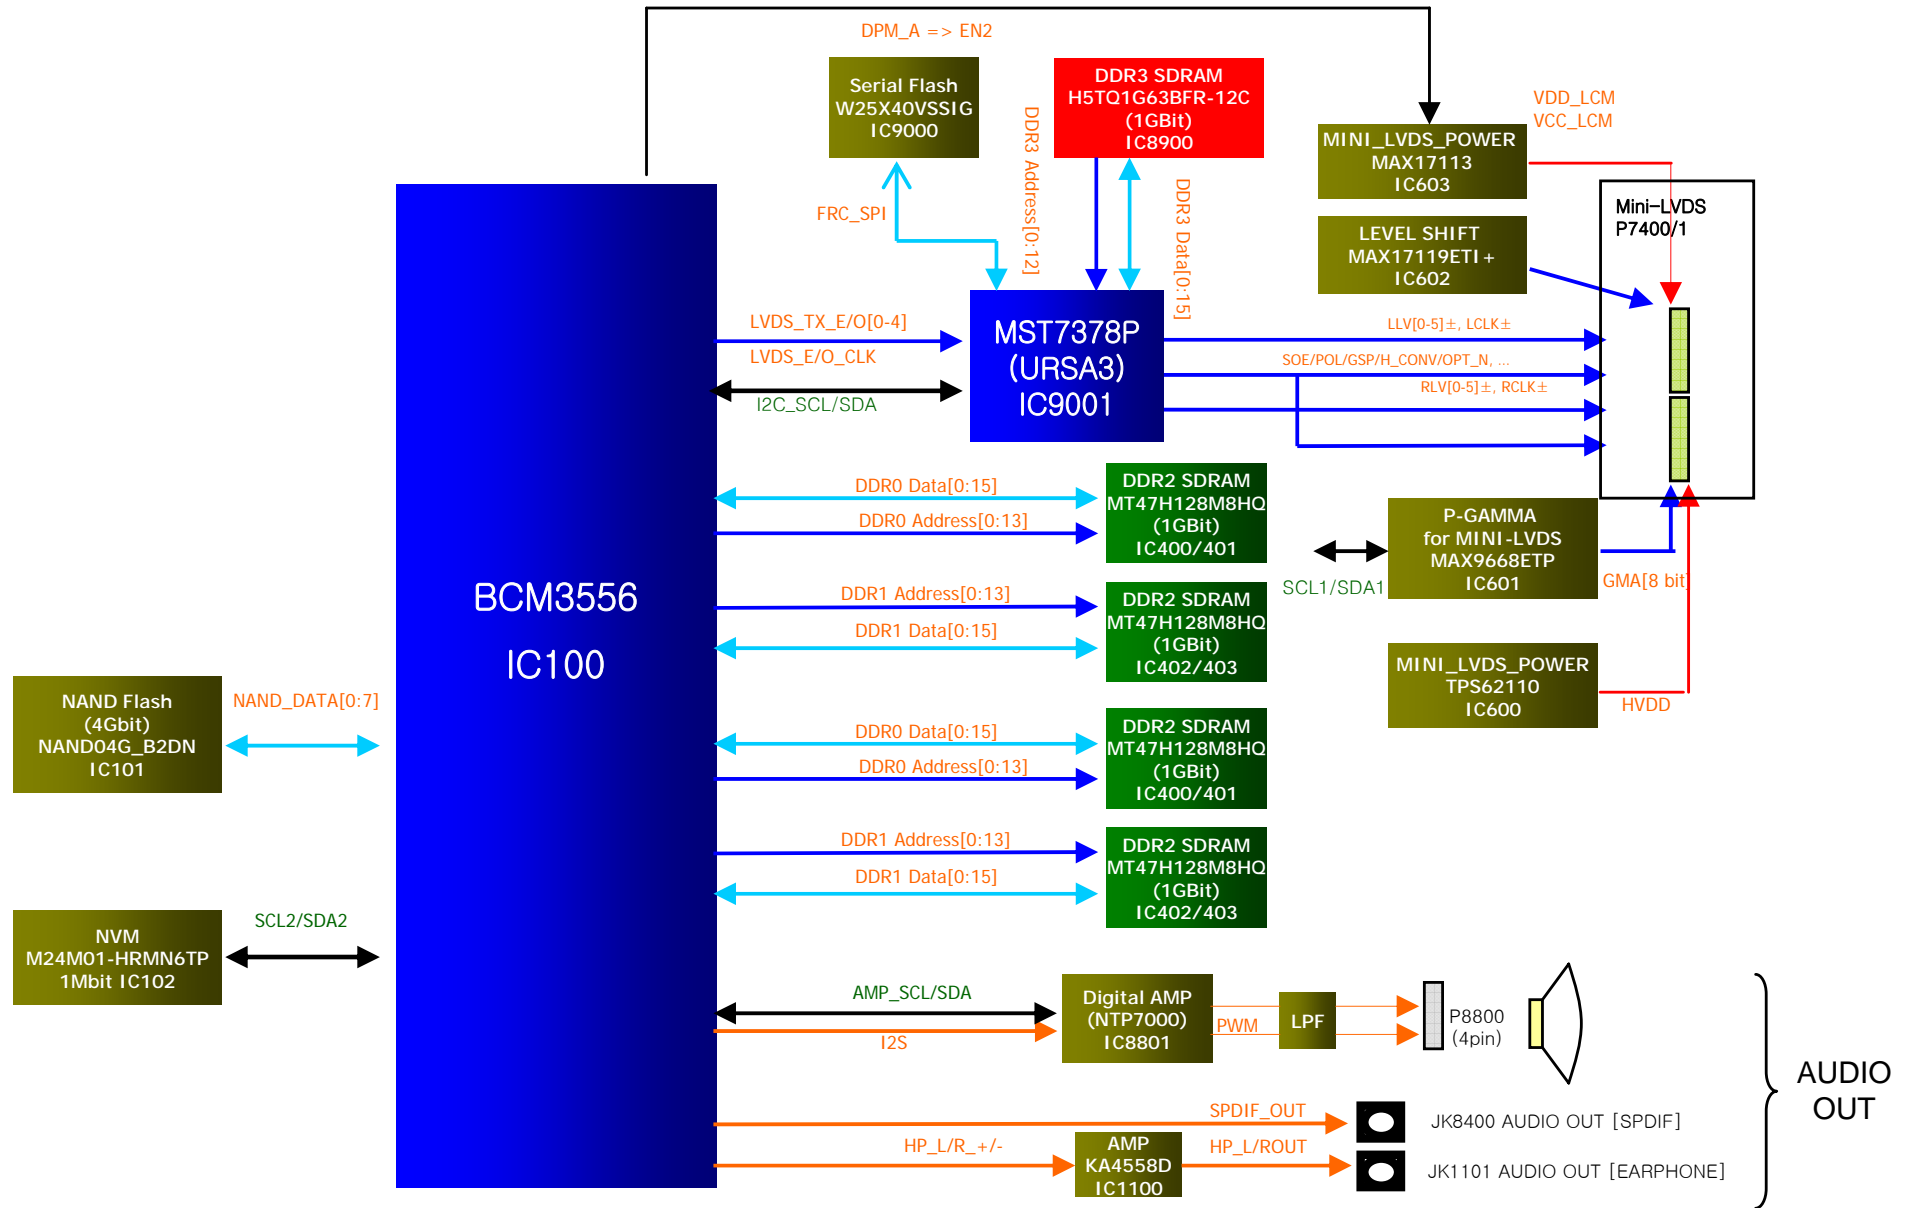 DPM_A => EN2
Serial Flash
W25X40VSSIG
IC9000
DDR3 SDRAM
H5TQ1G63BFR-12C
(1GBit)
IC8900
DDR3 Address[0:12]
DDR3 Data[0:15]
FRC_SPI
VDD_LCM
VCC_LCM
MINI_LVDS_POWER
MAX17113
IC603
LEVEL SHIFT
MAX17119ETI+
IC602
Mini-LVDS
P7400/1
LVDS_TX_E/O[0-4]
LVDS_E/O_CLK
I2C_SCL/SDA
MST7378P
(URSA3)
IC9001
LLV[0-5]±, LCLK±
SOE/POL/GSP/H_CONV/OPT_N, ...
RLV[0-5]±, RCLK±
BCM3556
IC100
DDR0 Data[0:15]
DDR0 Address[0:13]
DDR2 SDRAM
MT47H128M8HQ
(1GBit)
IC400/401
DDR1 Address[0:13]
DDR1 Data[0:15]
DDR2 SDRAM
MT47H128M8HQ
(1GBit)
IC402/403
SCL1/SDA1
P-GAMMA
for MINI-LVDS
MAX9668ETP
IC601
GMA[8 bit]
MINI_LVDS_POWER
TPS62110
IC600
HVDD
NAND Flash
(4Gbit)
NAND04G_B2DN
IC101
NAND_DATA[0:7]
DDR0 Data[0:15]
DDR0 Address[0:13]
DDR2 SDRAM
MT47H128M8HQ
(1GBit)
IC400/401
DDR1 Address[0:13]
DDR1 Data[0:15]
DDR2 SDRAM
MT47H128M8HQ
(1GBit)
IC402/403
NVM
M24M01-HRMN6TP
1Mbit IC102
SCL2/SDA2
AMP_SCL/SDA
I2S
Digital AMP
(NTP7000)
IC8801
PWM
LPF
P8800
(4pin)
AUDIO
OUT
SPDIF_OUT
JK8400 AUDIO OUT [SPDIF]
HP_L/R_+/-
AMP
KA4558D
IC1100
HP_L/ROUT
JK1101 AUDIO OUT [EARPHONE]